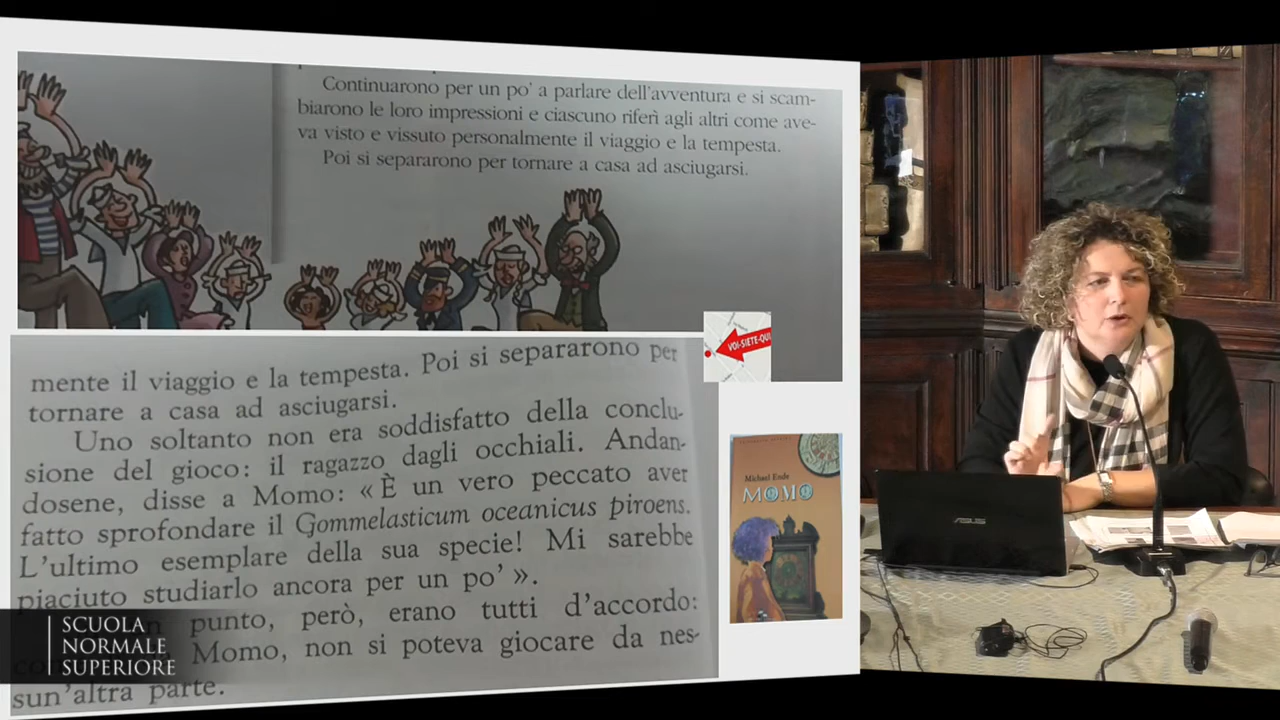 Continuarono per un po' a parlare dell'avventura e si scam-
biarono le loro impressioni e ciascuno riferì agli altri come ave-
va visto e vissuto personalmente il viaggio e la tempesta.
Poi si separarono per tornare a casa ad asciugarsi.
VOI-SIETE-QUI
mente il viaggio e la tempesta. Poi si separarono per
tornare a casa ad asciugarsi.
Uno soltanto non era soddisfatto della conclu-
sione del gioco: il ragazzo dagli occhiali. Andan-
dosene, disse a Momo: «È un vero peccato aver
fatto sprofondare il Gommelasticum oceanicus piroens.
L'ultimo esemplare della sua specie! Mi sarebbe
piaciuto studiarlo ancora per un po'».
punto, però, erano tutti d'accordo:
Momo, non si poteva giocare da nes-
sun'altra parte.
Michael Ende
MOMO
SCUOLA
NORMALE
SUPERIORE
ASUS